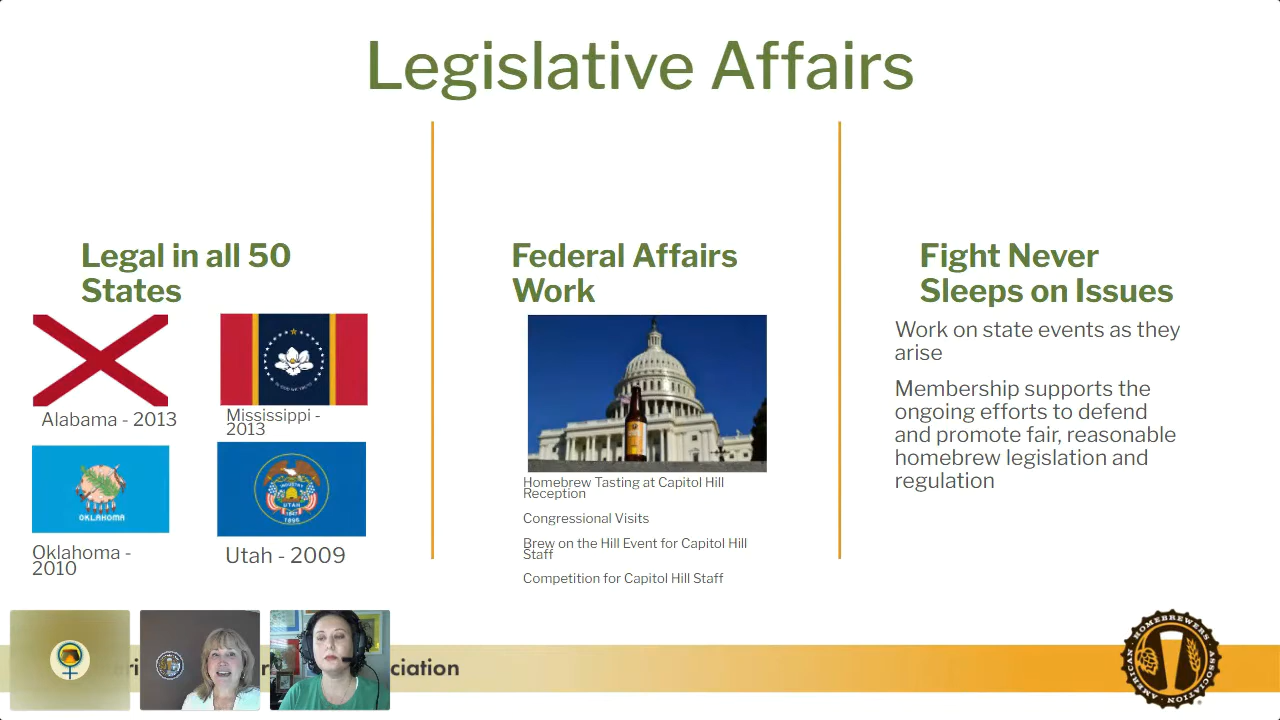 Legislative Affairs
Legal in all 50
States
Alabama - 2013
Mississippi -
2013
OKLAHOMA
Oklahoma -
2010
INDUSTRY
UTAH
1847
1896
Utah - 2009
Federal Affairs
Work
Homebrew Tasting at Capitol Hill
Reception
Congressional Visits
Brew on the Hill Event for Capitol Hill
Staff
Competition for Capitol Hill Staff
Fight Never
Sleeps on Issues
Work on state events as they
arise
Membership supports the
ongoing efforts to defend
and promote fair, reasonable
homebrew legislation and
regulation
ciation
AMERICAN HOMEBREWERS ASSOCIATION